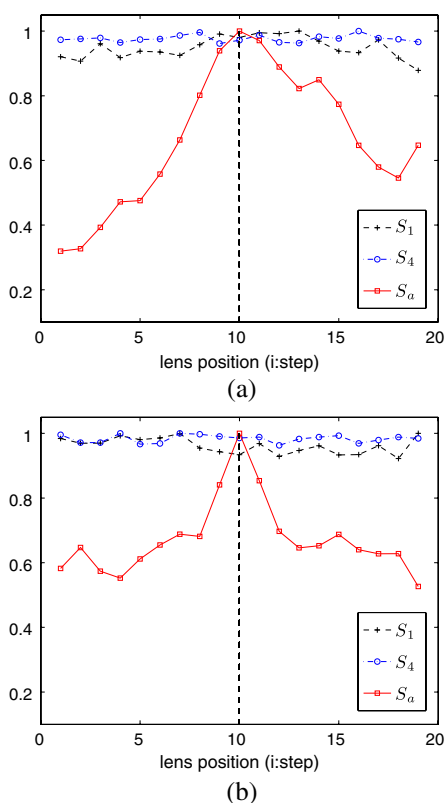 1
0.8
0.6
0.4
0.2
0 5 10 15 20
S₁
S₄
Sₐ
lens position (i:step)
(a)
1
0.8
0.6
0.4
0.2
0 5 10 15 20
S₁
S₄
Sₐ
lens position (i:step)
(b)